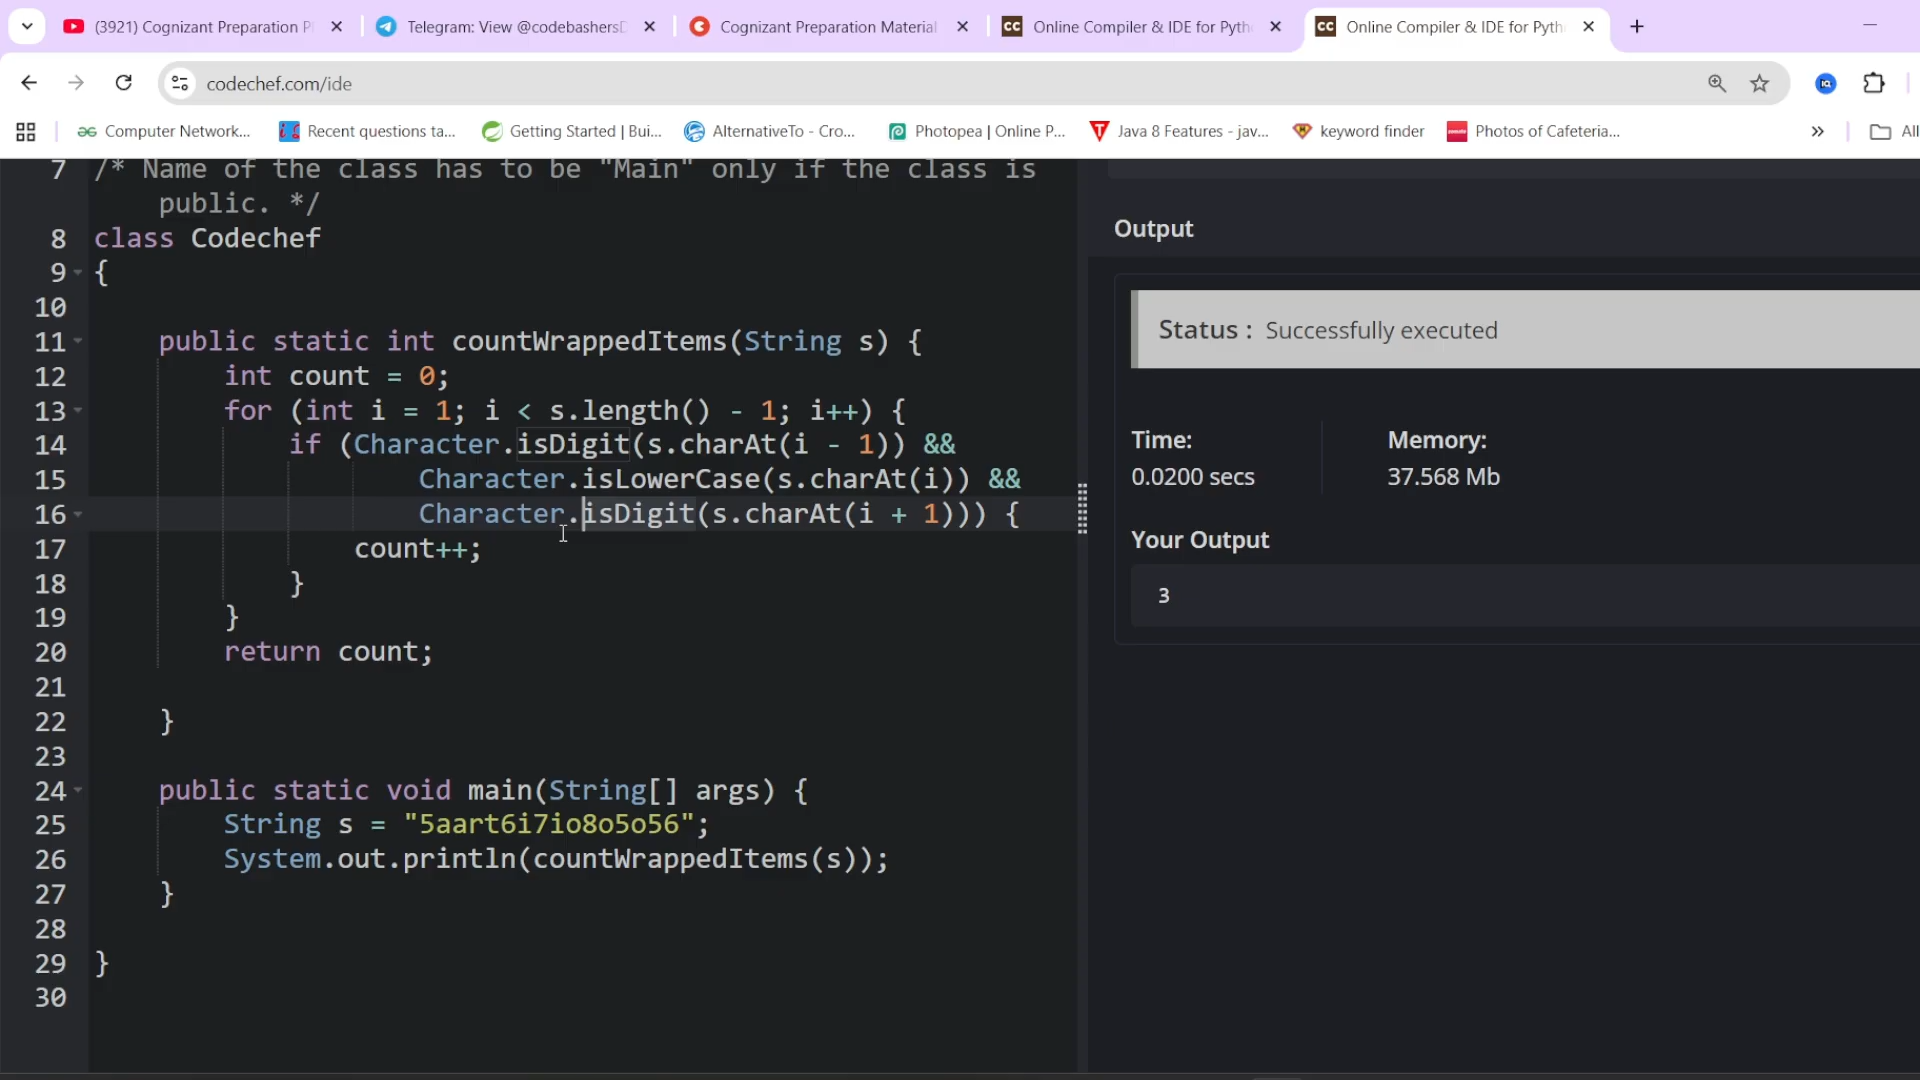 (3921) Cognizant Preparation Pl
Telegram: View @codebashersD
Cognizant Preparation Material
CC Online Compiler & IDE for Pyth
CC Online Compiler & IDE for Pyth
codechef.com/ide
Computer Network...
Recent questions ta...
Getting Started | Bui...
AlternativeTo - Cro...
Photopea | Online P...
Java 8 Features - jav...
keyword finder
Photos of Cafeteria...
All
7 /* Name of the class has to be "Main" only if the class is
public. */
8 class Codechef
9 {
10
11 public static int countWrappedItems(String s) {
12 int count = 0;
13 for (int i = 1; i < s.length() - 1; i++) {
14 if (Character.isDigit(s.charAt(i - 1)) &&
15 Character.isLowerCase(s.charAt(i)) &&
16 Character.isDigit(s.charAt(i + 1))) {
17 count++;
18 }
19 }
20 return count;
21
22 }
23
24 public static void main(String[] args) {
25 String s = "5aart6i7io8o5o56";
26 System.out.println(countWrappedItems(s));
27 }
28
29 }
30
Output
Status : Successfully executed
Time:
0.0200 secs
Memory:
37.568 Mb
Your Output
3